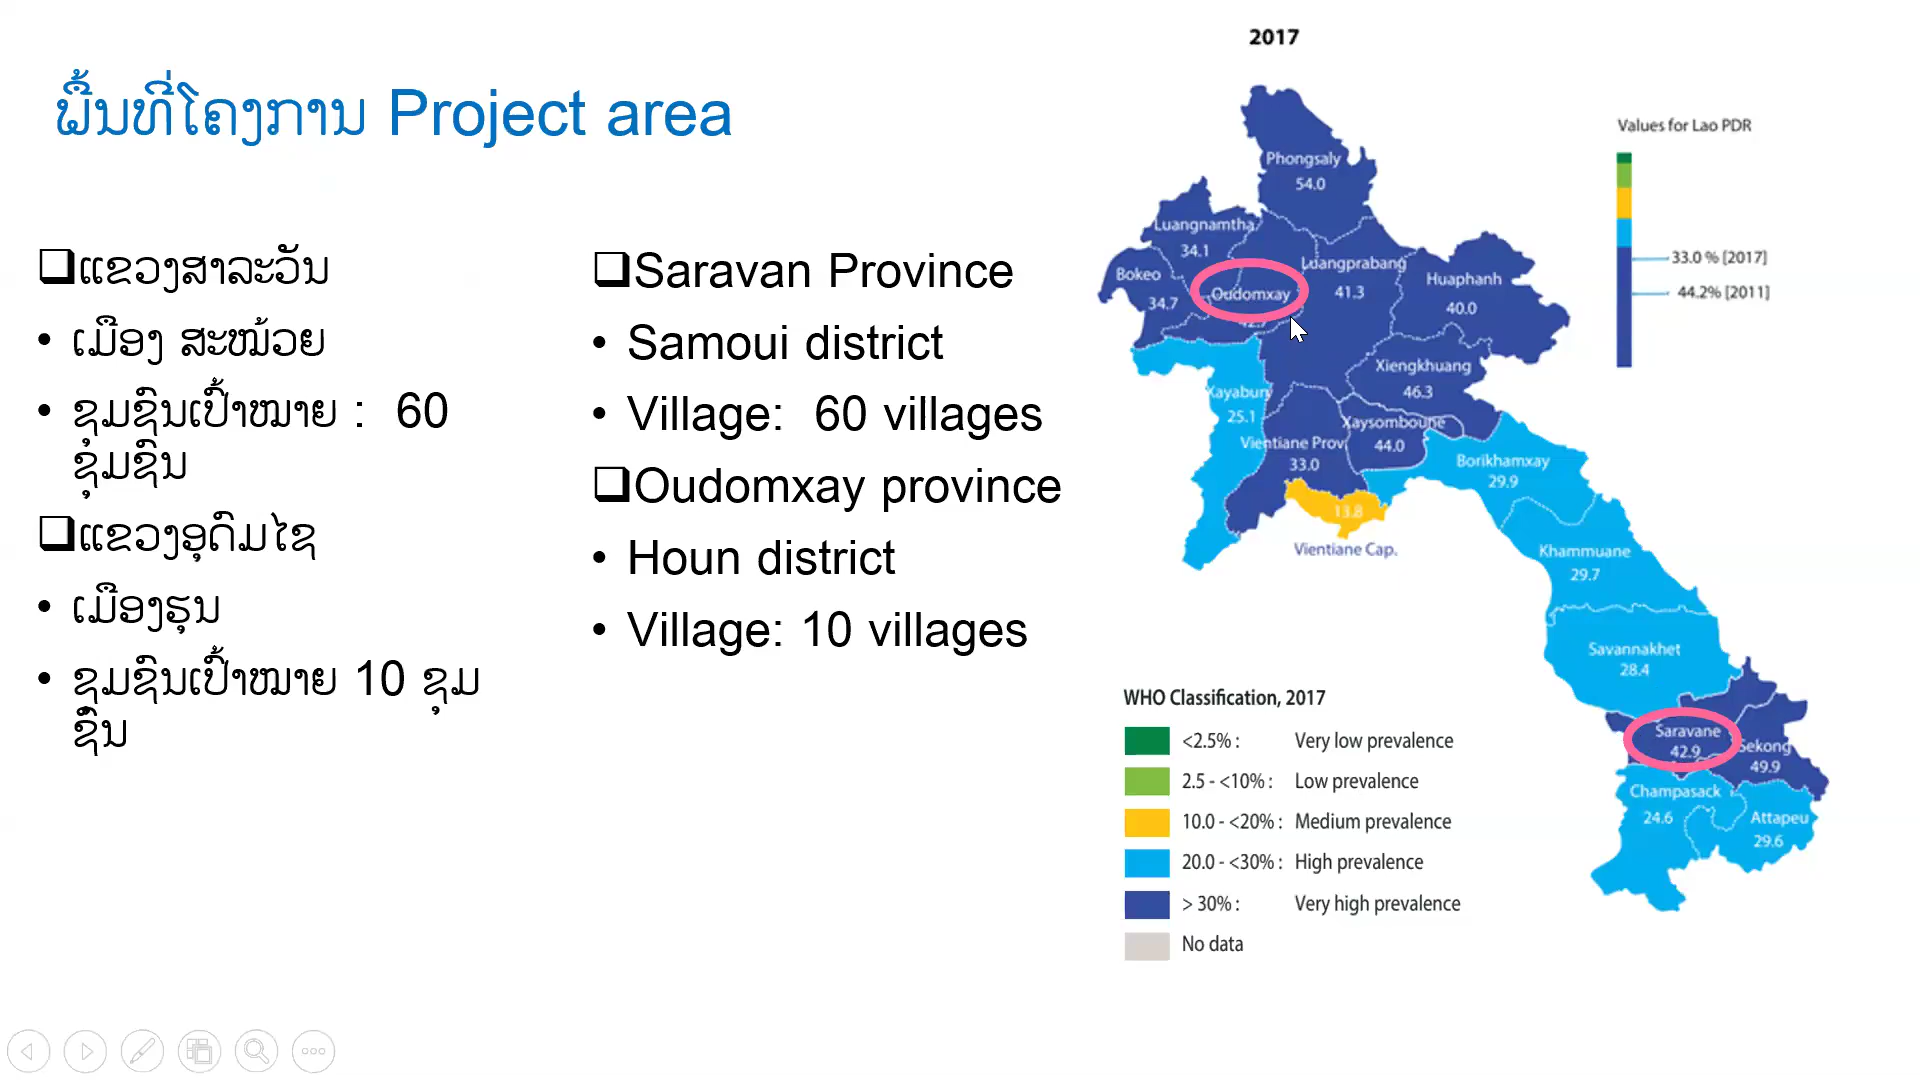 ພື້ນທີ່ໂຄງການ Project area
❑ແຂວງສາລະວັນ
• ເມືອງ ສະໝ້ວຍ
• ຊຸມຊົນເປົ້າໝາຍ : 60
ຊຸ່ມຊົນ
❑ແຂວງອຸດົມໄຊ
• ເມືອງຮຸນ
• ຊຸມຊົນເປົ້າໝາຍ 10 ຊຸມ
ຊົນ
❑Saravan Province
• Samoui district
• Village: 60 villages
❑Oudomxay province
• Houn district
• Village: 10 villages
2017
Phongsaly
54.0
Luangnamtha
34.1
Bokeo
34.7
Oudomxay
Luangprabang
41.3
Huaphanh
40.0
Xiengkhuang
46.3
Xayabury
25.1
Xaysomboune
44.0
Vientiane Prov.
33.0
13.8
Vientiane Cap.
Borikhamxay
29.9
Khammuane
29.7
Savannakhet
28.4
Saravane
42.9
Sekong
49.9
Champasack
24.6
Attapeu
29.6
Values for Lao PDR
33.0 % [2017]
44.2% [2011]
WHO Classification, 2017
<2.5% : Very low prevalence
2.5 - <10% : Low prevalence
10.0 - <20% : Medium prevalence
20.0 - <30% : High prevalence
> 30% : Very high prevalence
No data